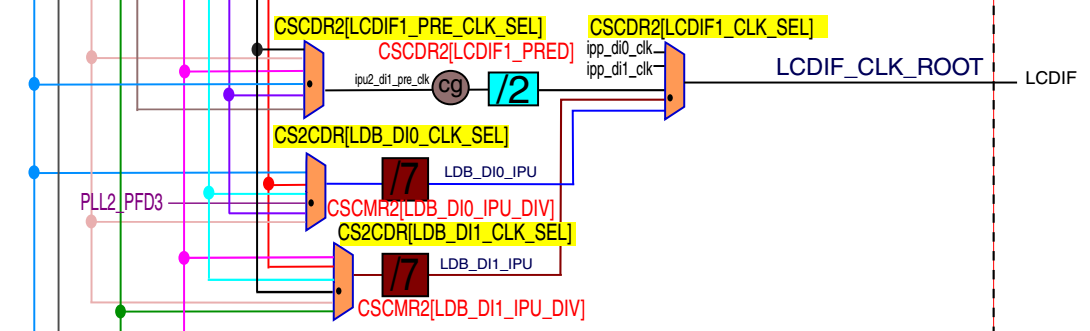 CSCDR2[LCDIF1_PRE_CLK_SEL]
CSCDR2[LCDIF1_CLK_SEL]
CSCDR2[LCDIF1_PRED]
ipp_di0_clk
ipp_di1_clk
LCDIF_CLK_ROOT
LCDIF
ipu2_di1_pre_clk
cg
/2
CS2CDR[LDB_DI0_CLK_SEL]
/7
LDB_DI0_IPU
PLL2_PFD3
CSCMR2[LDB_DI0_IPU_DIV]
CS2CDR[LDB_DI1_CLK_SEL]
/7
LDB_DI1_IPU
CSCMR2[LDB_DI1_IPU_DIV]